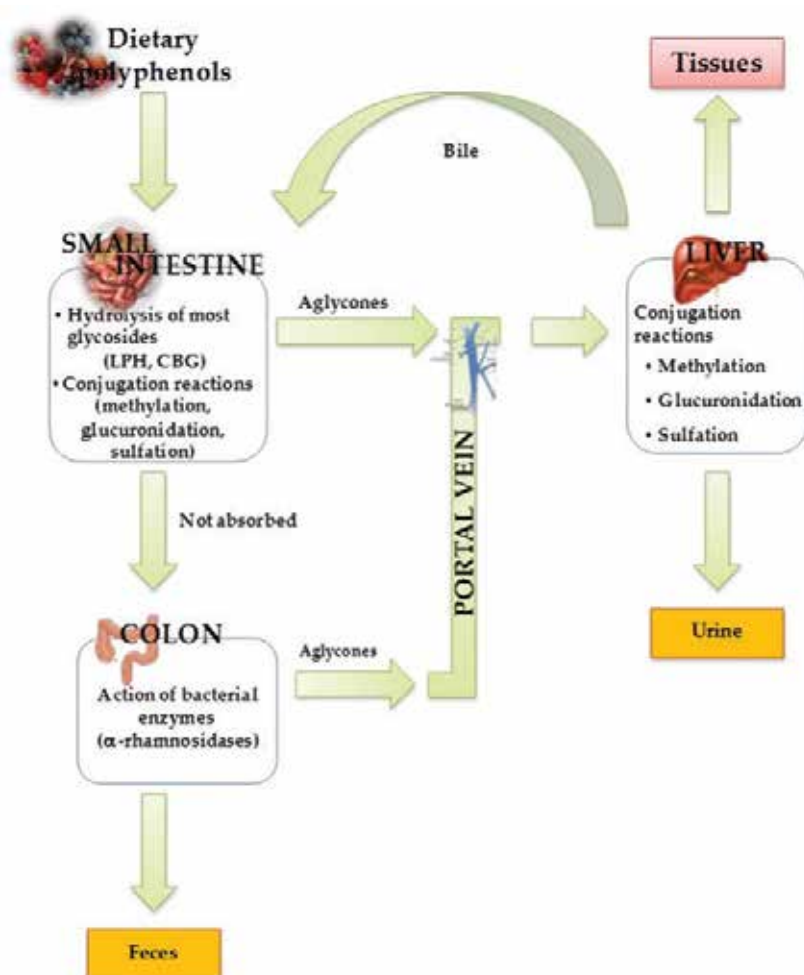 Dietary
polyphenols
Tissues
Bile
SMALL
INTESTINE
• Hydrolysis of most
glycosides
(LPH, CBG)
• Conjugation reactions
(methylation,
glucuronidation,
sulfation)
Aglycones
LIVER
Conjugation
reactions
• Methylation
• Glucuronidation
• Sulfation
PORTAL VEIN
Not absorbed
COLON
Action of bacterial
enzymes
(α-rhamnosidases)
Aglycones
Urine
Feces